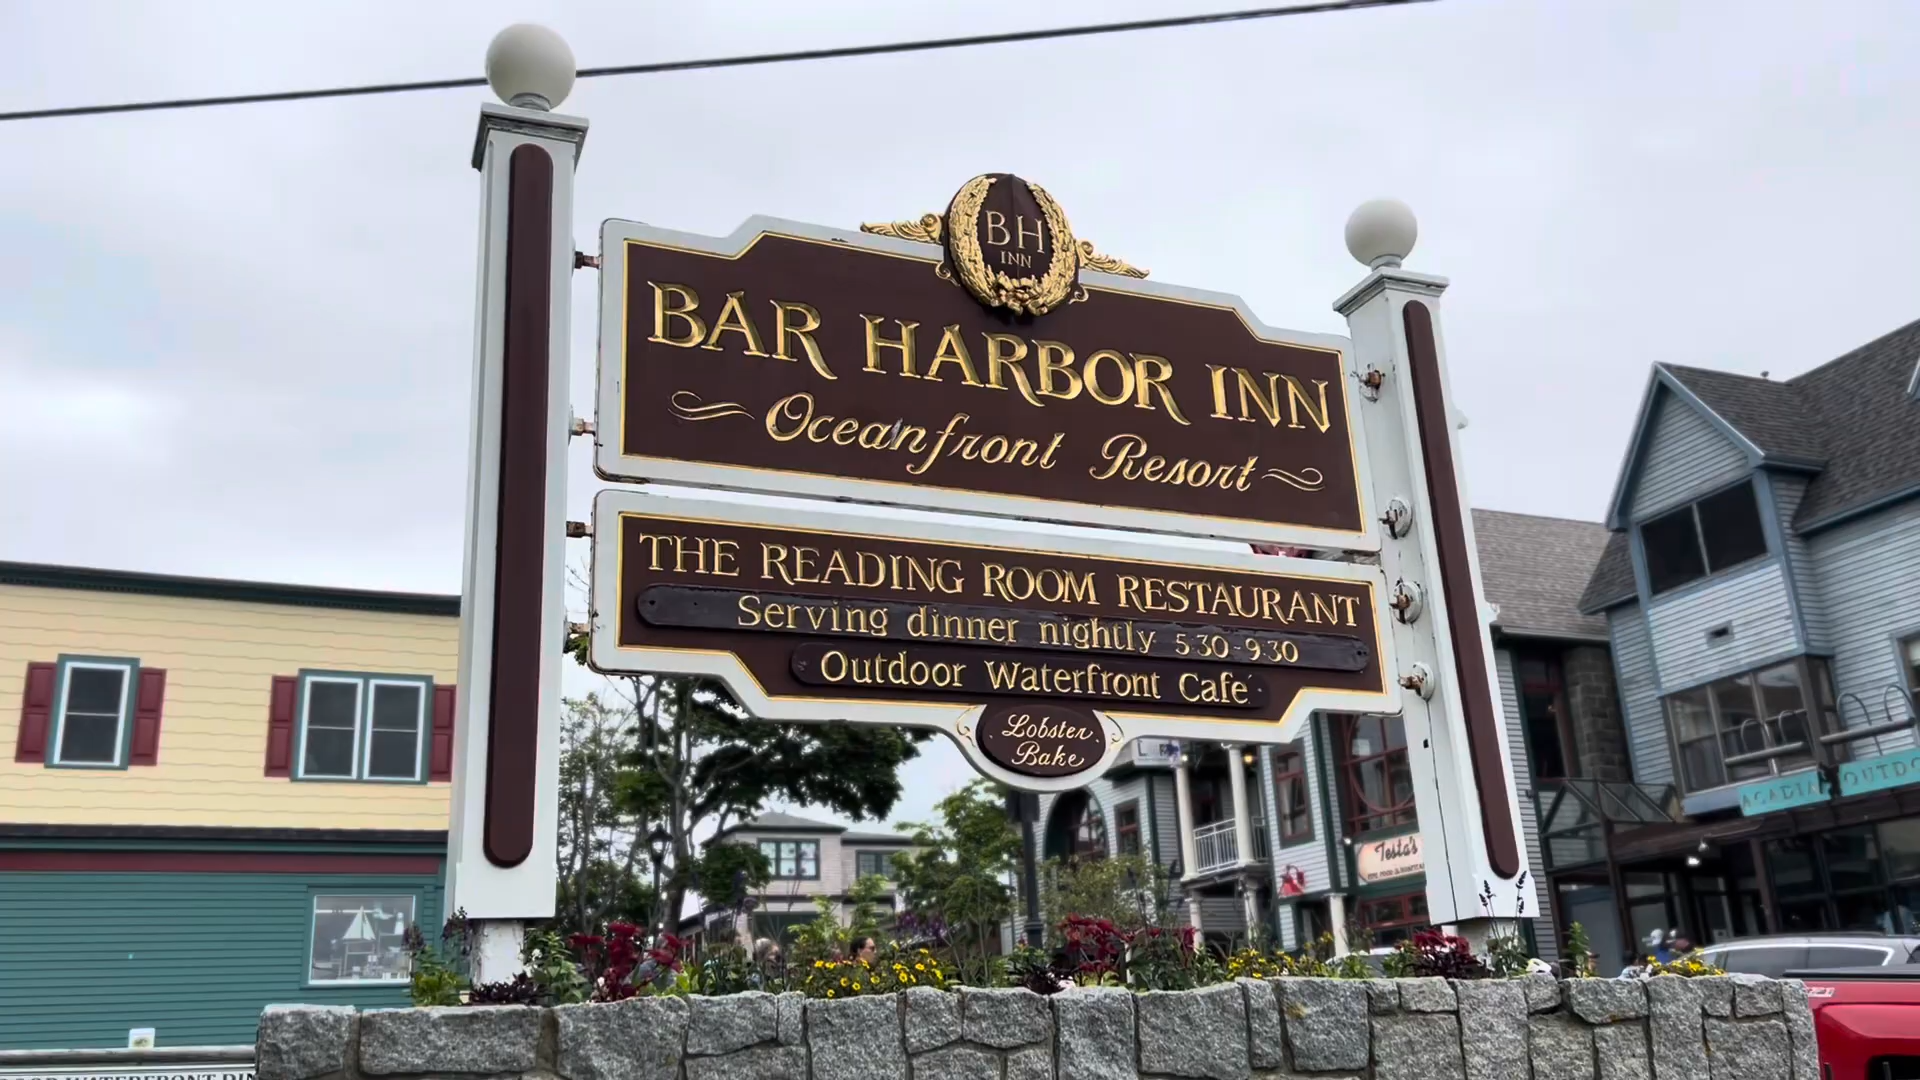 BH
INN
BAR HARBOR INN
Oceanfront Resort
THE READING ROOM RESTAURANT
Serving dinner nightly 5:30-9:30
Outdoor Waterfront Café
Lobster
Bake
Testa's
ACADIA OUTDO